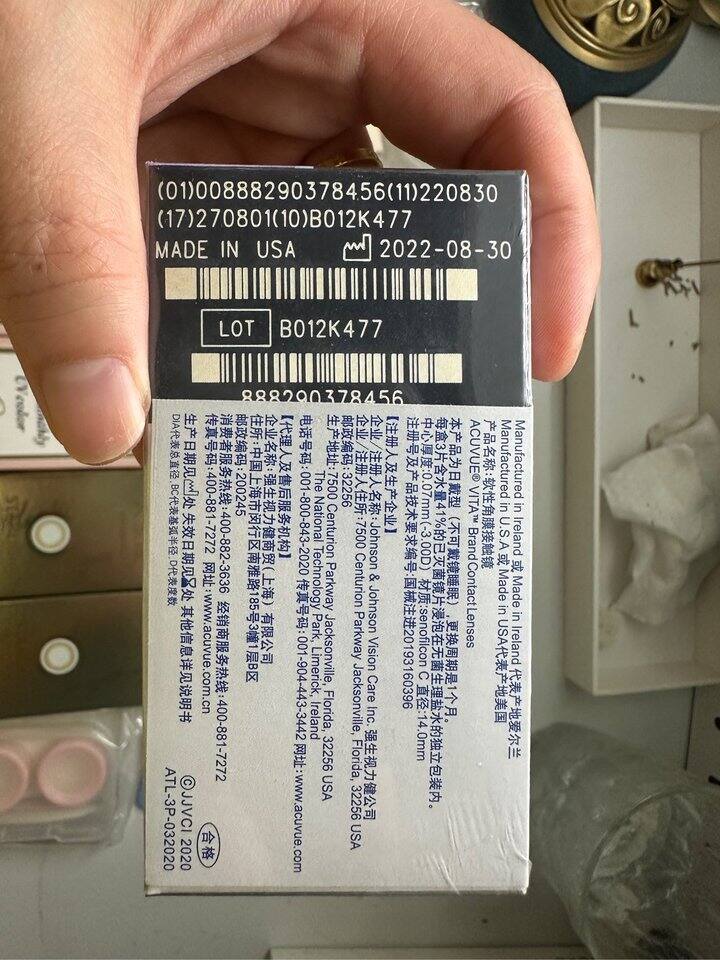 (01)00888290378456(11)220830
(17)270801(10)B012K477
MADE IN USA 2022-08-30
LOT B012K477
888290378456
Manufactured in Ireland 或 Made in Ireland 代表产地爱尔兰
Manufactured in U.S.A 或 Made in USA代表产地美国
产品名称:软性角膜接触镜
ACUVUE® VITA™ Brand Contact Lenses
本产品为日戴型（不可戴镜睡眠），更换周期是1个月。
每盒3片含水量41%的已灭菌镜片浸泡在无菌生理盐水的独立包装内。
中心厚度:0.07mm(-3.00D) 材质:senofilcon C 直径:14.0mm
注册号及产品技术要求编号:国械注进20193160396
【注册人及生产企业】
企业/注册人名称:Johnson & Johnson Vision Care, Inc. 强生视力健公司
企业/注册人住所:7500 Centurion Parkway Jacksonville, Florida, 32256 USA
邮政编码:32256
生产地址:7500 Centurion Parkway Jacksonville, Florida, 32256 USA
The National Technology Park, Limerick, Ireland
电话号码:001-800-843-2020 传真号码:001-904-443-3442 网址:www.acuvue.com
【代理人及售后服务机构】
企业名称:强生视力健商贸（上海）有限公司
住所:中国上海市闵行区南雅路185号3幢1层B区
邮政编码:200245
消费者服务热线:400-882-3636 经销商服务热线:400-881-7272
传真号码:400-881-7272 网址:www.acuvue.com.cn
生产日期见处 失效日期见处 其他信息详见说明书
DIA代表总直径,BC代表基弧半径,D代表度数
合格
©JJVCI 2020
ATL-3P-032020
UV color